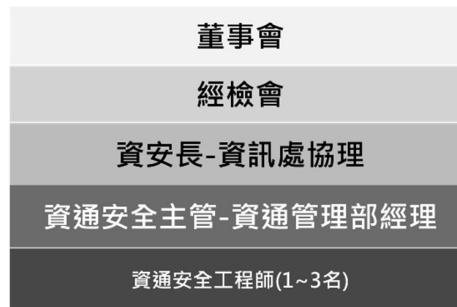 董事會
經檢會
資安長-資訊處協理
資通安全主管-資通管理部經理
資通安全工程師(1~3名)